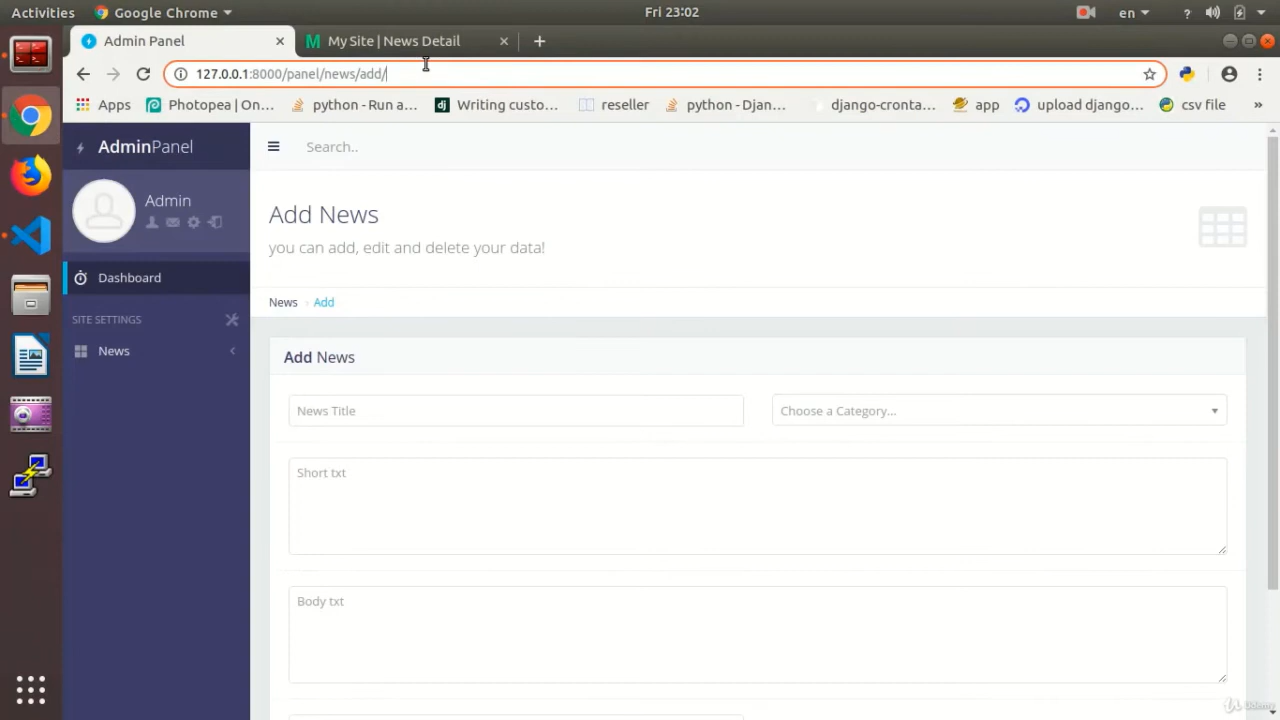 Activities Google Chrome Fri 23:02 en ?
Admin Panel My Site | News Detail
127.0.0.1:8000/panel/news/add/
Apps Photopea | On... python - Run a... Writing custo... reseller python - Djan... django-cronta... app upload django... csv file »
AdminPanel
Search..
Admin
Add News
you can add, edit and delete your data!
Dashboard
News Add
SITE SETTINGS
News
Add News
News Title Choose a Category...
Short txt
Body txt
Udemy